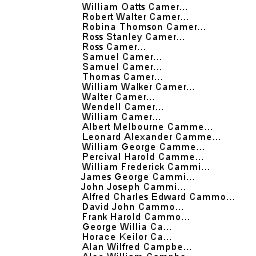 William Oatts Camer...
Robert Walter Camer...
Robina Thomson Camer...
Ross Stanley Camer...
Ross Camer...
Samuel Camer...
Samuel Camer...
Thomas Camer...
William Walker Camer...
Walter Camer...
Wendell Camer...
William Camer...
Albert Melbourne Camme...
Leonard Alexander Camme...
William George Camme...
Percival Harold Camme...
William Frederick Cammi...
James George Cammi...
John Joseph Cammi...
Alfred Charles Edward Cammo...
David John Cammo...
Frank Harold Cammo...
George Willia Ca...
Horace Keilor Ca...
Alan Wilfred Campbe...